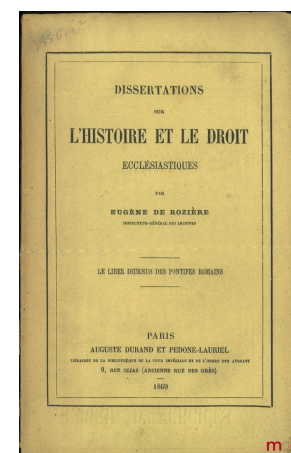 DISSERTATIONS
SUR
L'HISTOIRE ET LE DROIT
ECCLÉSIASTIQUES
PAR
EUGÈNE DE ROZIÈRE
INSPECTEUR-GÉNÉRAL DES ARCHIVES
LE LIBER DIURNUS DES PONTIFES ROMAINS
PARIS
AUGUSTE DURAND ET PEDONE-LAURIEL
LIBRAIRES DE LA BIBLIOTHÈQUE DE LA COUR IMPÉRIALE ET DE L'ORDRE DES AVOCATS
9, RUE CUJAS (ANCIENNE RUE DES GRÈS)
1869
md